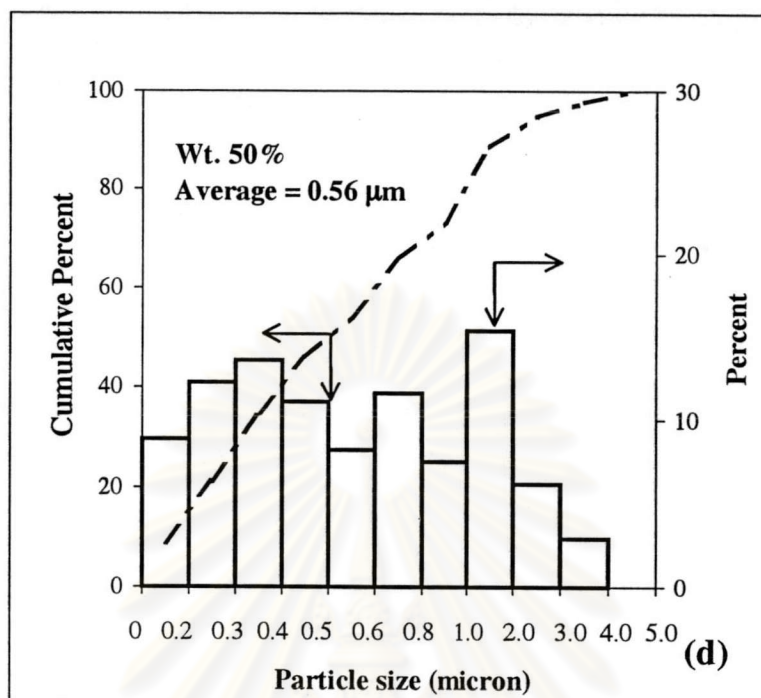 100
80
60
40
20
0
Cumulative Percent
Wt. 50%
Average = 0.56 µm
30
20
10
0
Percent
0 0.2 0.3 0.4 0.5 0.6 0.8 1.0 2.0 3.0 4.0 5.0
Particle size (micron)
(d)